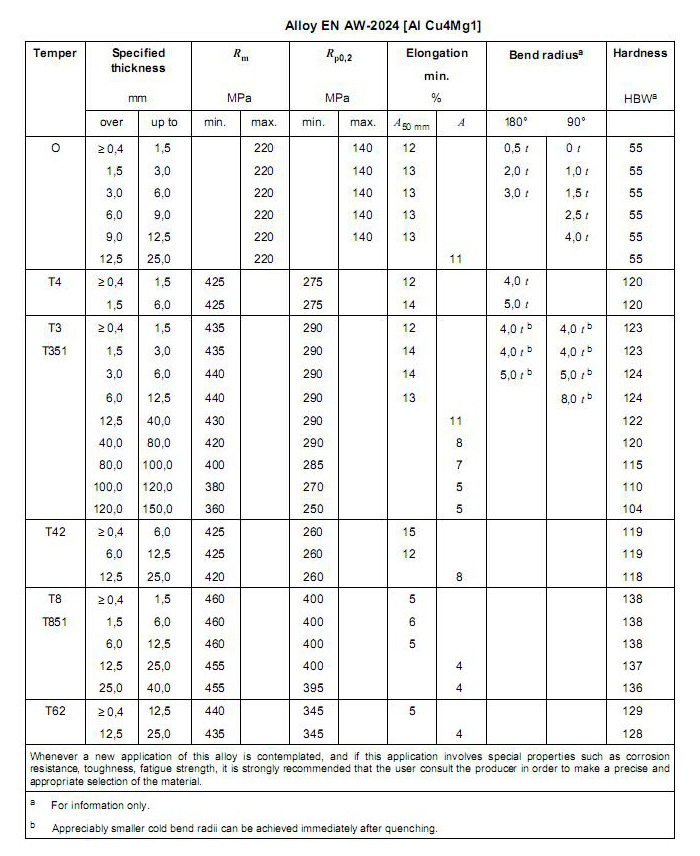 Alloy EN AW-2024 [Al Cu4Mg1]
Temper Specified thickness Rm Rp0,2 Elongation min. Bend radiusa Hardness
mm MPa MPa % HBWa
over up to min. max. min. max. A50 mm A 180° 90°
O ≥ 0,4 1,5 220 140 12 0,5 t 0 t 55
1,5 3,0 220 140 13 2,0 t 1,0 t 55
3,0 6,0 220 140 13 3,0 t 1,5 t 55
6,0 9,0 220 140 13 2,5 t 55
9,0 12,5 220 140 13 4,0 t 55
12,5 25,0 220 11 55
T4 ≥ 0,4 1,5 425 275 12 4,0 t 120
1,5 6,0 425 275 14 5,0 t 120
T3 ≥ 0,4 1,5 435 290 12 4,0 t b 4,0 t b 123
T351 1,5 3,0 435 290 14 4,0 t b 4,0 t b 123
3,0 6,0 440 290 14 5,0 t b 5,0 t b 124
6,0 12,5 440 290 13 8,0 t b 124
12,5 40,0 430 290 11 122
40,0 80,0 420 290 8 120
80,0 100,0 400 285 7 115
100,0 120,0 380 270 5 110
120,0 150,0 360 250 5 104
T42 ≥ 0,4 6,0 425 260 15 119
6,0 12,5 425 260 12 119
12,5 25,0 420 260 8 118
T8 ≥ 0,4 1,5 460 400 5 138
T851 1,5 6,0 460 400 6 138
6,0 12,5 460 400 5 138
12,5 25,0 455 400 4 137
25,0 40,0 455 395 4 136
T62 ≥ 0,4 12,5 440 345 5 129
12,5 25,0 435 345 4 128
Whenever a new application of this alloy is contemplated, and if this application involves special properties such as corrosion
resistance, toughness, fatigue strength, it is strongly recommended that the user consult the producer in order to make a precise and
appropriate selection of the material.
a For information only.
b Appreciably smaller cold bend radii can be achieved immediately after quenching.